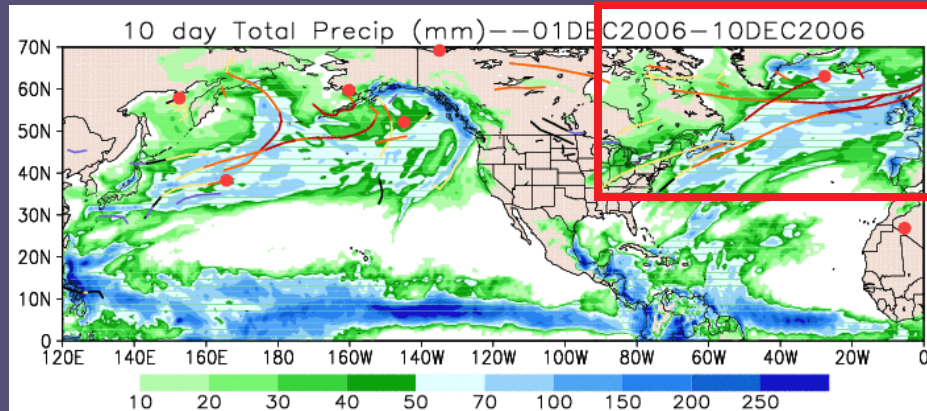 10 day Total Precip (mm)--01DEC2006-10DEC2006
70N
60N
50N
40N
30N
20N
10N
0
120E 140E 160E 180 160W 140W 120W 100W 80W 60W 40W 20W 0
10 20 30 40 50 70 100 150 200 250